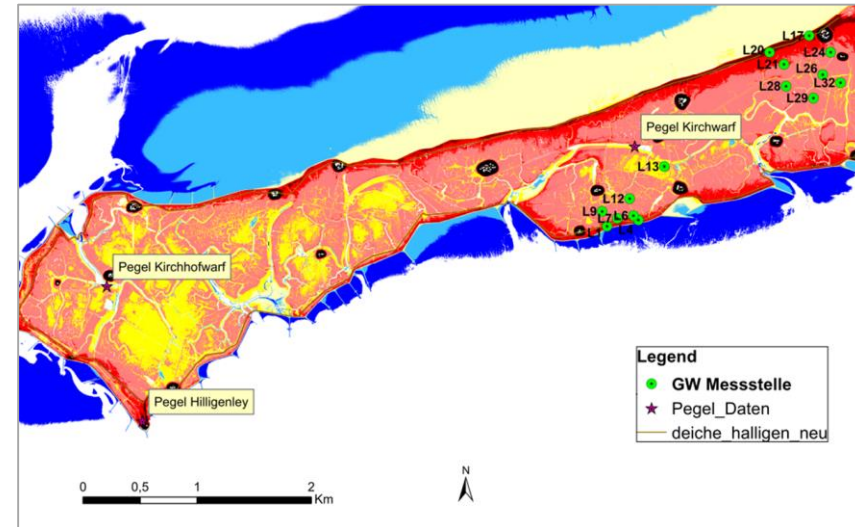 L17
L20
L24
L21
L26
L32
L28
L29
Pegel Kirchwarf
L13
L12
L9
L6
L7
Pegel Kirchhofwarf
Pegel Hilligenley
Legend
GW Messstelle
Pegel_Daten
deiche_halligen_neu
0 0,5 1 2
Km
N